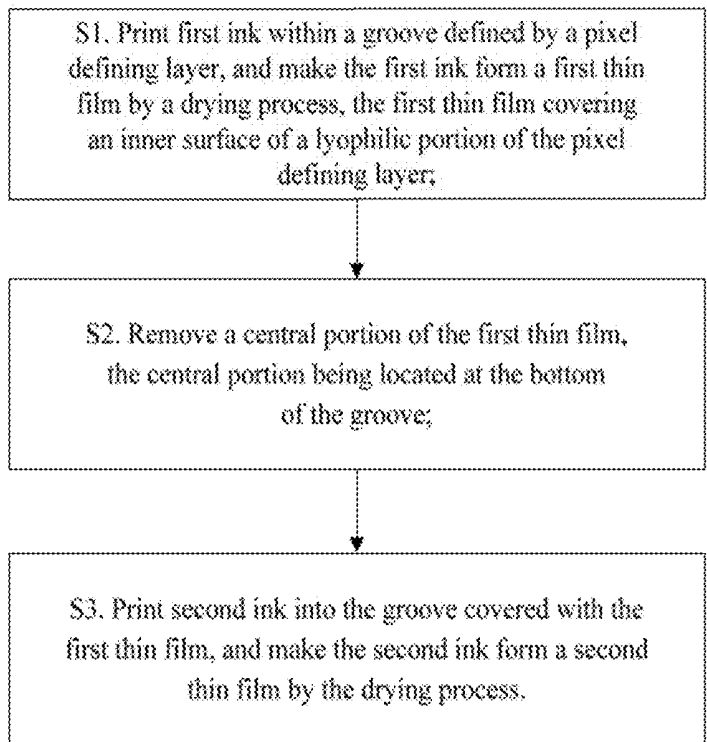 S1. Print first ink within a groove defined by a pixel
defining layer, and make the first ink form a first thin
film by a drying process, the first thin film covering
an inner surface of a lyophilic portion of the pixel
defining layer;
S2. Remove a central portion of the first thin film,
the central portion being located at the bottom
of the groove;
S3. Print second ink into the groove covered with the
first thin film, and make the second ink form a second
thin film by the drying process.